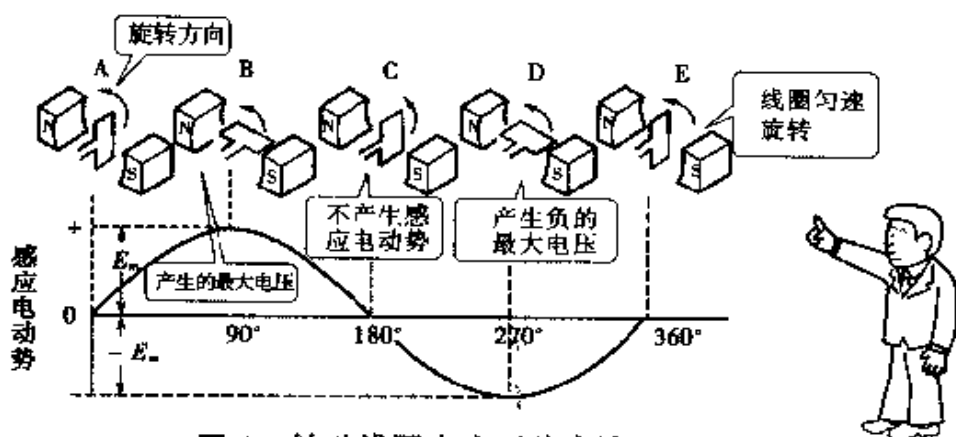 旋转方向
A
B
C
D
E
线圈匀速
旋转
N
S
N
S
N
S
N
S
N
S
不产生感
应电动势
产生负的
最大电压
+
感应电动势
Eₘ
产生的最大电压
0
90°
180°
270°
360°
− Eₘ